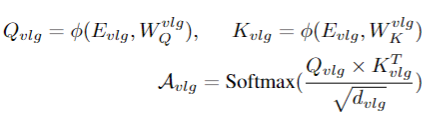 $Q_{vlg} = \phi(E_{vlg}, W_Q^{vlg}), \quad K_{vlg} = \phi(E_{vlg}, W_K^{vlg})$
$\mathcal{A}_{vlg} = \text{Softmax}(\frac{Q_{vlg} \times K_{vlg}^T}{\sqrt{d_{vlg}}})$